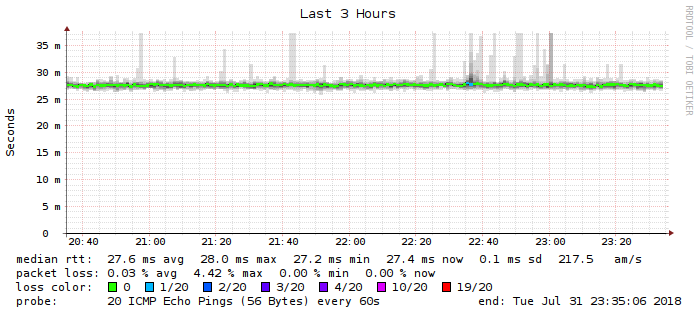 Last 3 Hours
RRDTOOL / TOBI OETIKER
Seconds
35 m
30 m
25 m
20 m
15 m
10 m
5 m
0
20:40 21:00 21:20 21:40 22:00 22:20 22:40 23:00 23:20
median rtt: 27.6 ms avg 28.0 ms max 27.2 ms min 27.4 ms now 0.1 ms sd 217.5 am/s
packet loss: 0.03 % avg 4.42 % max 0.00 % min 0.00 % now
loss color: 0 1/20 2/20 3/20 4/20 10/20 19/20
probe: 20 ICMP Echo Pings (56 Bytes) every 60s end: Tue Jul 31 23:35:06 2018